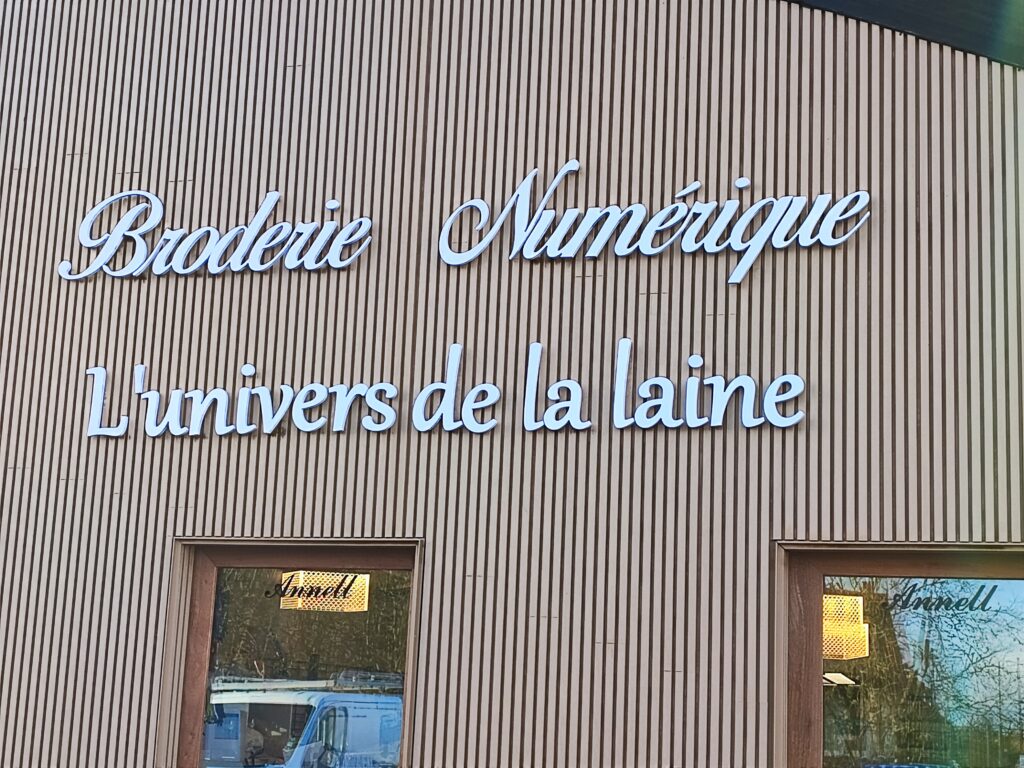 Broderie Numérique
L'univers de la laine
Annell
Annell